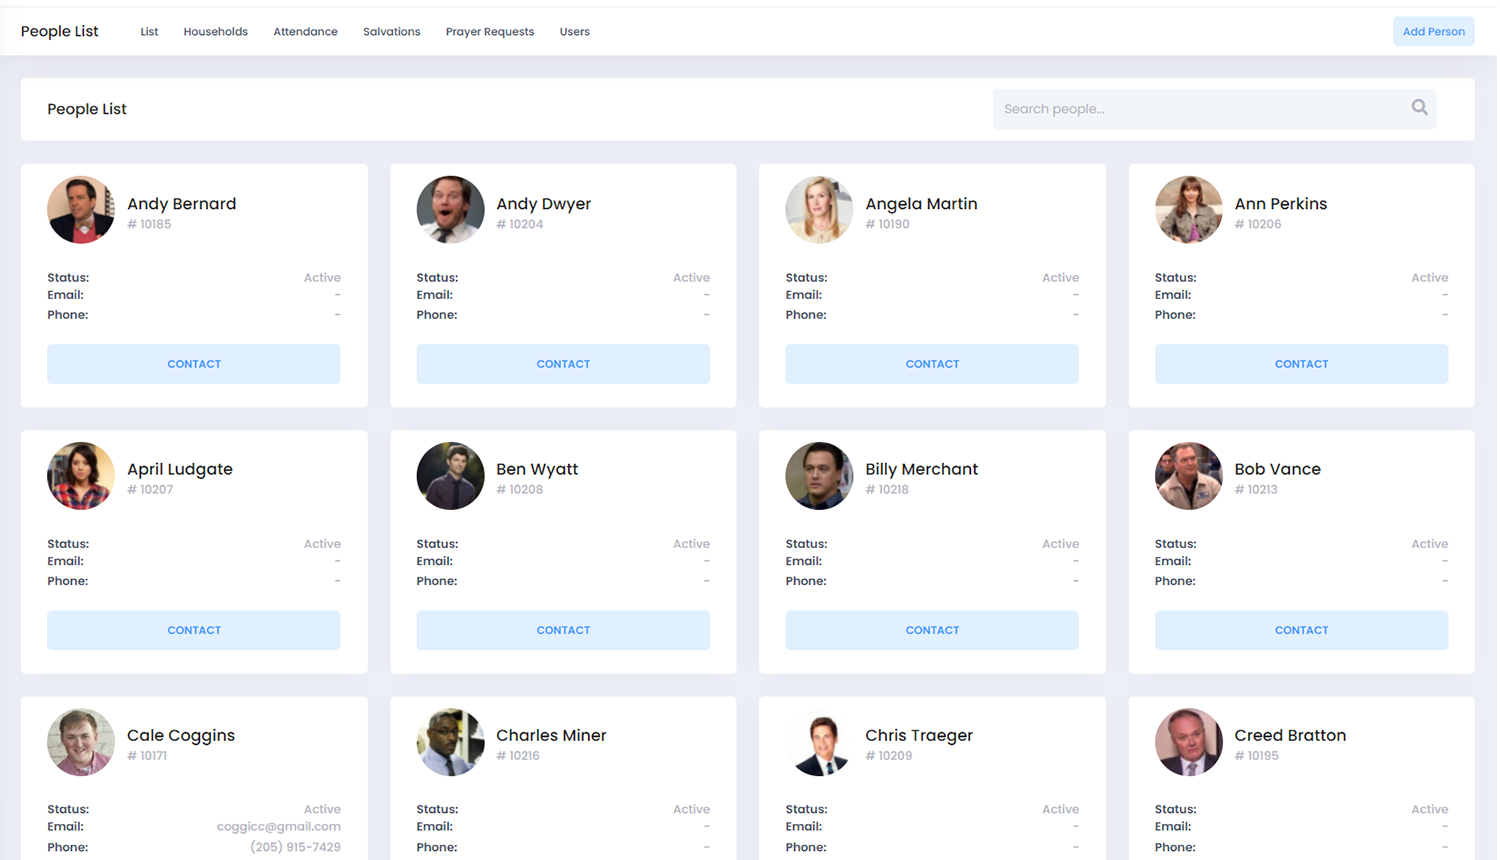 People List List Households Attendance Salvations Prayer Requests Users Add Person
People List Search people...
Andy Bernard
# 10185
Status: Active
Email: -
Phone: -
CONTACT
Andy Dwyer
# 10204
Status: Active
Email: -
Phone: -
CONTACT
Angela Martin
# 10190
Status: Active
Email: -
Phone: -
CONTACT
Ann Perkins
# 10206
Status: Active
Email: -
Phone: -
CONTACT
April Ludgate
# 10207
Status: Active
Email: -
Phone: -
CONTACT
Ben Wyatt
# 10208
Status: Active
Email: -
Phone: -
CONTACT
Billy Merchant
# 10218
Status: Active
Email: -
Phone: -
CONTACT
Bob Vance
# 10213
Status: Active
Email: -
Phone: -
CONTACT
Cale Coggins
# 10171
Status: Active
Email: coggicc@gmail.com
Phone: (205) 915-7429
Charles Miner
# 10216
Status: Active
Email: -
Phone: -
Chris Traeger
# 10209
Status: Active
Email: -
Phone: -
Creed Bratton
# 10195
Status: Active
Email: -
Phone: -